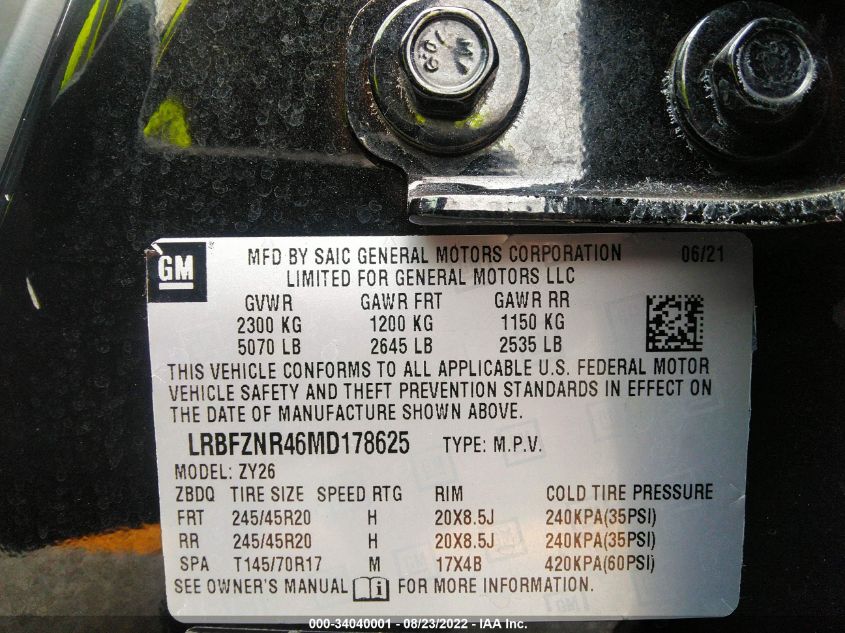 10.9
GM
MFD BY SAIC GENERAL MOTORS CORPORATION 06/21
LIMITED FOR GENERAL MOTORS LLC
GVWR GAWR FRT GAWR RR
2300 KG 1200 KG 1150 KG
5070 LB 2645 LB 2535 LB
THIS VEHICLE CONFORMS TO ALL APPLICABLE U.S. FEDERAL MOTOR
VEHICLE SAFETY AND THEFT PREVENTION STANDARDS IN EFFECT ON
THE DATE OF MANUFACTURE SHOWN ABOVE.
LRBFZNR46MD178625 TYPE: M.P.V.
MODEL: ZY26
ZBDQ TIRE SIZE SPEED RTG RIM COLD TIRE PRESSURE
FRT 245/45R20 H 20X8.5J 240KPA(35PSI)
RR 245/45R20 H 20X8.5J 240KPA(35PSI)
SPA T145/70R17 M 17X4B 420KPA(60PSI)
SEE OWNER'S MANUAL FOR MORE INFORMATION.
000-34040001 - 08/23/2022 - IAA Inc.